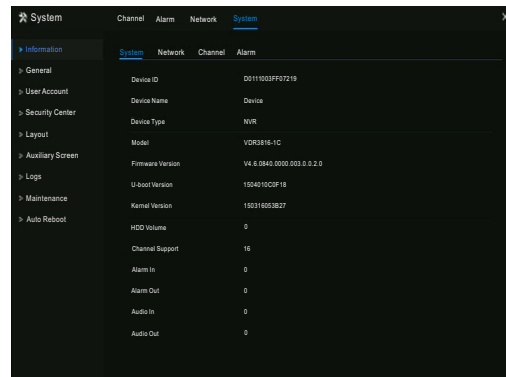 System
Channel Alarm Network System X
Information
General
User Account
Security Center
Layout
Auxiliary Screen
Logs
Maintenance
Auto Reboot
System Network Channel Alarm
Device ID D0111003FF07219
Device Name Device
Device Type NVR
Model VDR3816-1C
Firmware Version V4.6.0840.0000.003.0.0.2.0
U-boot Version 1504010C0F18
Kernel Version 150316053B27
HDD Volume 0
Channel Support 16
Alarm In 0
Alarm Out 0
Audio In 0
Audio Out 0